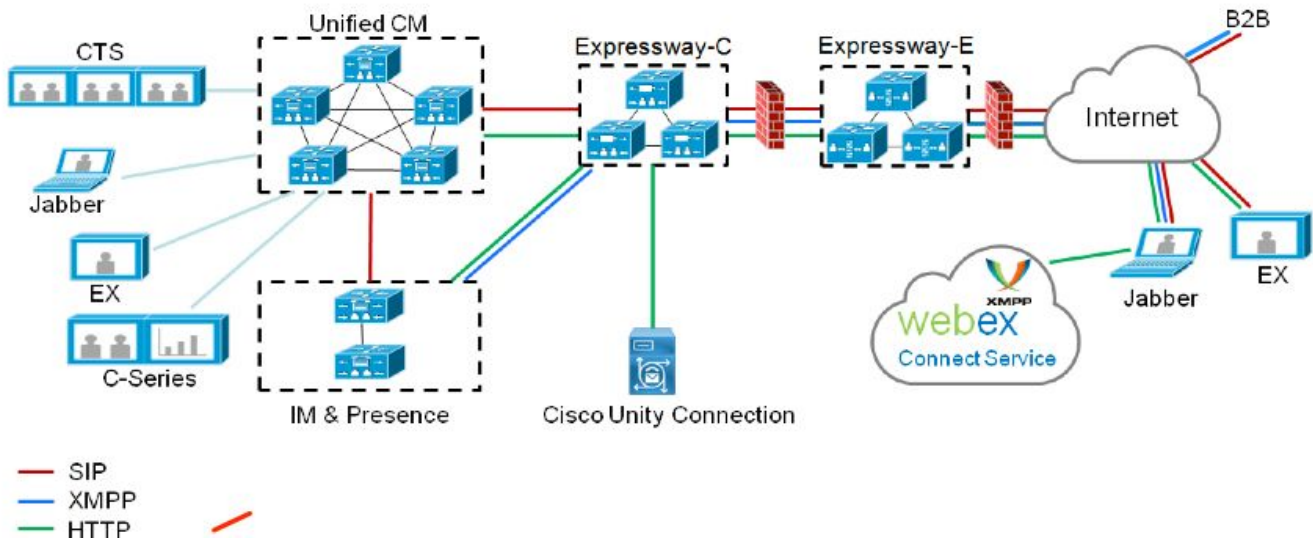 Unified CM
CTS
Expressway-C
Expressway-E
B2B
Internet
Jabber
EX
C-Series
IM & Presence
Cisco Unity Connection
XMPP
webex
Connect Service
Jabber
EX
SIP
XMPP
HTTP